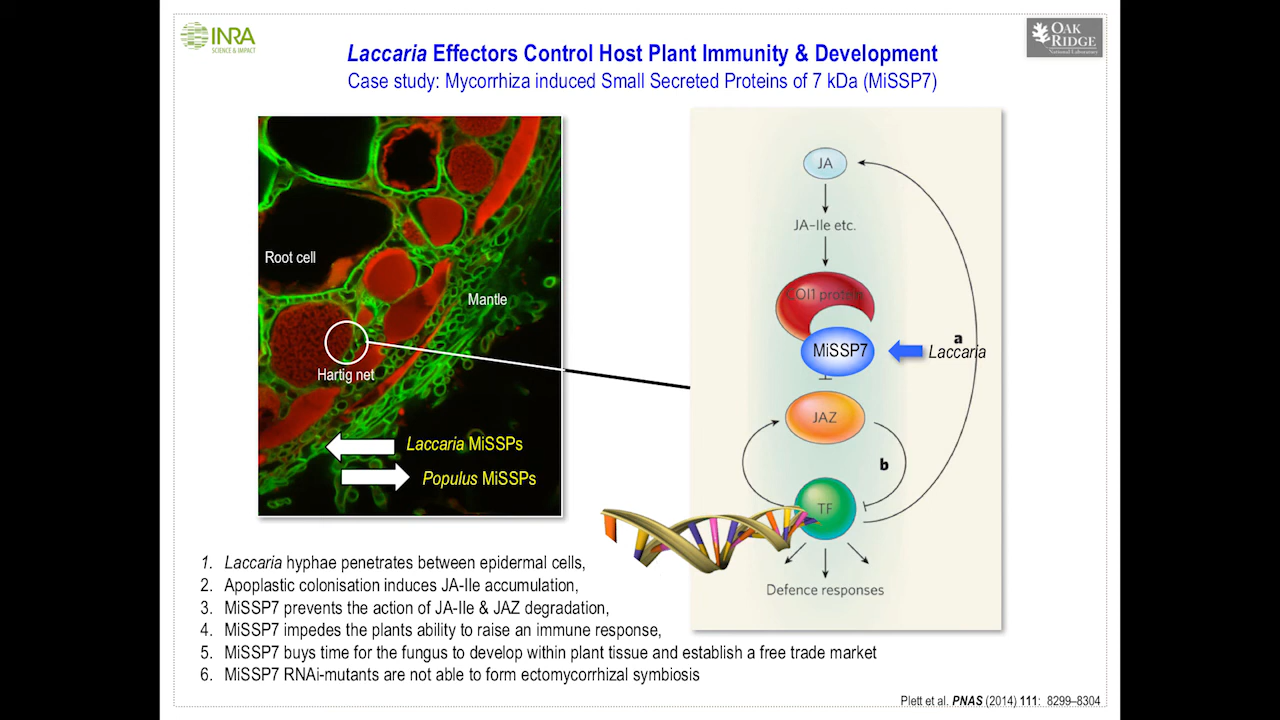 INRA
SCIENCE & IMPACT
OAK
RIDGE
National Laboratory
Laccaria Effectors Control Host Plant Immunity & Development
Case study: Mycorrhiza induced Small Secreted Proteins of 7 kDa (MiSSP7)
Root cell
Mantle
Hartig net
Laccaria MiSSPs
Populus MiSSPs
JA
JA–Ile etc.
COI1 protein
MiSSP7
a
Laccaria
JAZ
b
TF
Defence responses
1. Laccaria hyphae penetrates between epidermal cells,
2. Apoplastic colonisation induces JA-Ile accumulation,
3. MiSSP7 prevents the action of JA-Ile & JAZ degradation,
4. MiSSP7 impedes the plants ability to raise an immune response,
5. MiSSP7 buys time for the fungus to develop within plant tissue and establish a free trade market
6. MiSSP7 RNAi-mutants are not able to form ectomycorrhizal symbiosis
Plett et al. PNAS (2014) 111: 8299–8304